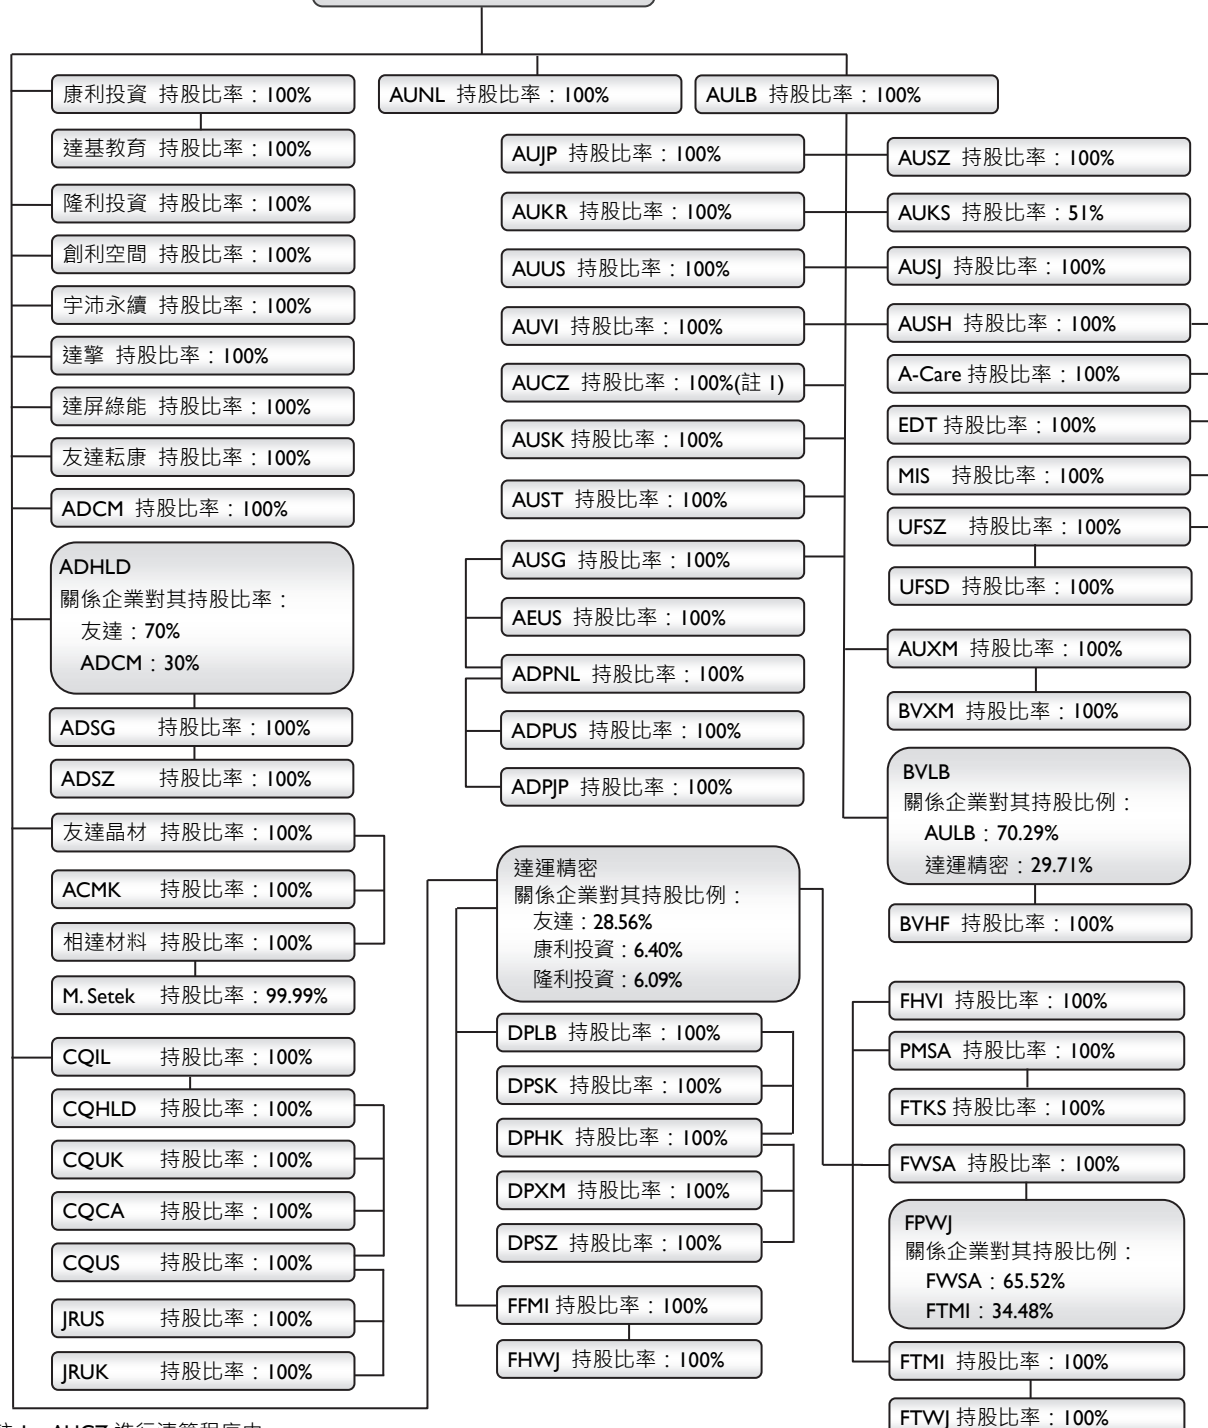 康利投資 持股比率：100%
達基教育 持股比率：100%
隆利投資 持股比率：100%
創利空間 持股比率：100%
宇沛永續 持股比率：100%
達擎 持股比率：100%
達屏綠能 持股比率：100%
友達耘康 持股比率：100%
ADCM 持股比率：100%
ADHLD
關係企業對其持股比率：
友達：70%
ADCM：30%
ADSG 持股比率：100%
ADSZ 持股比率：100%
友達晶材 持股比率：100%
ACMK 持股比率：100%
相達材料 持股比率：100%
M. Setek 持股比率：99.99%
CQIL 持股比率：100%
CQHLD 持股比率：100%
CQUK 持股比率：100%
CQCA 持股比率：100%
CQUS 持股比率：100%
JRUS 持股比率：100%
JRUK 持股比率：100%
AUNL 持股比率：100%
AULB 持股比率：100%
AUJP 持股比率：100%
AUKR 持股比率：100%
AUUS 持股比率：100%
AUVI 持股比率：100%
AUCZ 持股比率：100%(註 1)
AUSK 持股比率：100%
AUST 持股比率：100%
AUSG 持股比率：100%
AEUS 持股比率：100%
ADPNL 持股比率：100%
ADPUS 持股比率：100%
ADPJP 持股比率：100%
達運精密
關係企業對其持股比例：
友達：28.56%
康利投資：6.40%
隆利投資：6.09%
DPLB 持股比率：100%
DPSK 持股比率：100%
DPHK 持股比率：100%
DPXM 持股比率：100%
DPSZ 持股比率：100%
FFMI 持股比率：100%
FHWJ 持股比率：100%
AUSZ 持股比率：100%
AUKS 持股比率：51%
AUSJ 持股比率：100%
AUSH 持股比率：100%
A-Care 持股比率：100%
EDT 持股比率：100%
MIS 持股比率：100%
UFSZ 持股比率：100%
UFSD 持股比率：100%
AUXM 持股比率：100%
BVXM 持股比率：100%
BVLB
關係企業對其持股比例：
AULB：70.29%
達運精密：29.71%
BVHF 持股比率：100%
FHVI 持股比率：100%
PMSA 持股比率：100%
FTKS 持股比率：100%
FWSA 持股比率：100%
FPWJ
關係企業對其持股比例：
FWSA：65.52%
FTMI：34.48%
FTMI 持股比率：100%
FTWJ 持股比率：100%